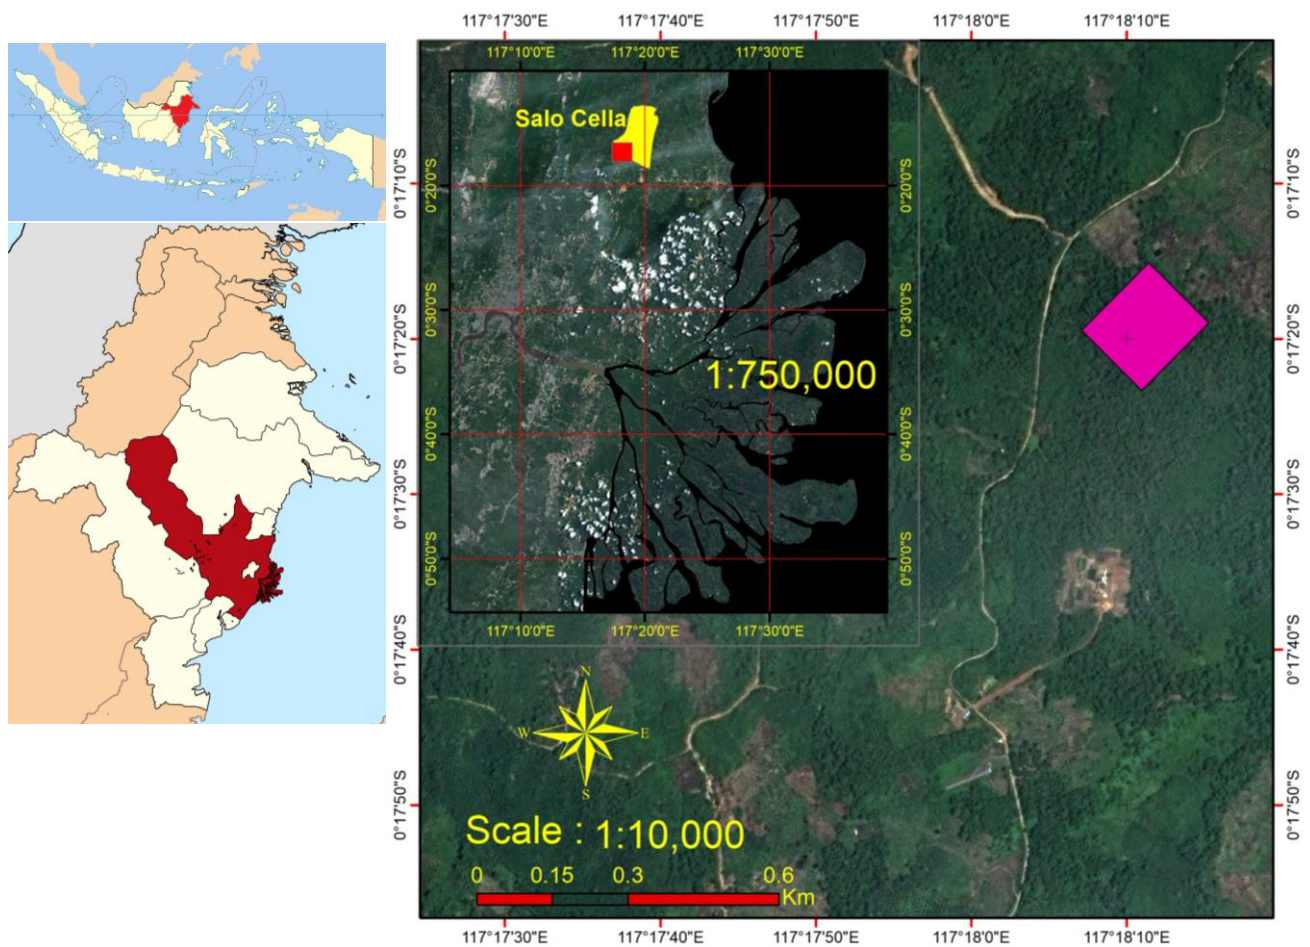 117°17'30"E 117°17'40"E 117°17'50"E 117°18'0"E 117°18'10"E
117°10'0"E 117°20'0"E 117°30'0"E
Salo Cella
0°17'10"S 0°20'0"S 0°20'0"S 0°17'10"S
0°30'0"S 0°30'0"S
0°17'20"S 0°17'20"S
1:750,000
0°40'0"S 0°40'0"S
0°17'30"S 0°17'30"S
0°50'0"S 0°50'0"S
117°10'0"E 117°20'0"E 117°30'0"E
0°17'40"S 0°17'40"S
N
W E
S
0°17'50"S 0°17'50"S
Scale : 1:10,000
0 0.15 0.3 0.6
Km
117°17'30"E 117°17'40"E 117°17'50"E 117°18'0"E 117°18'10"E